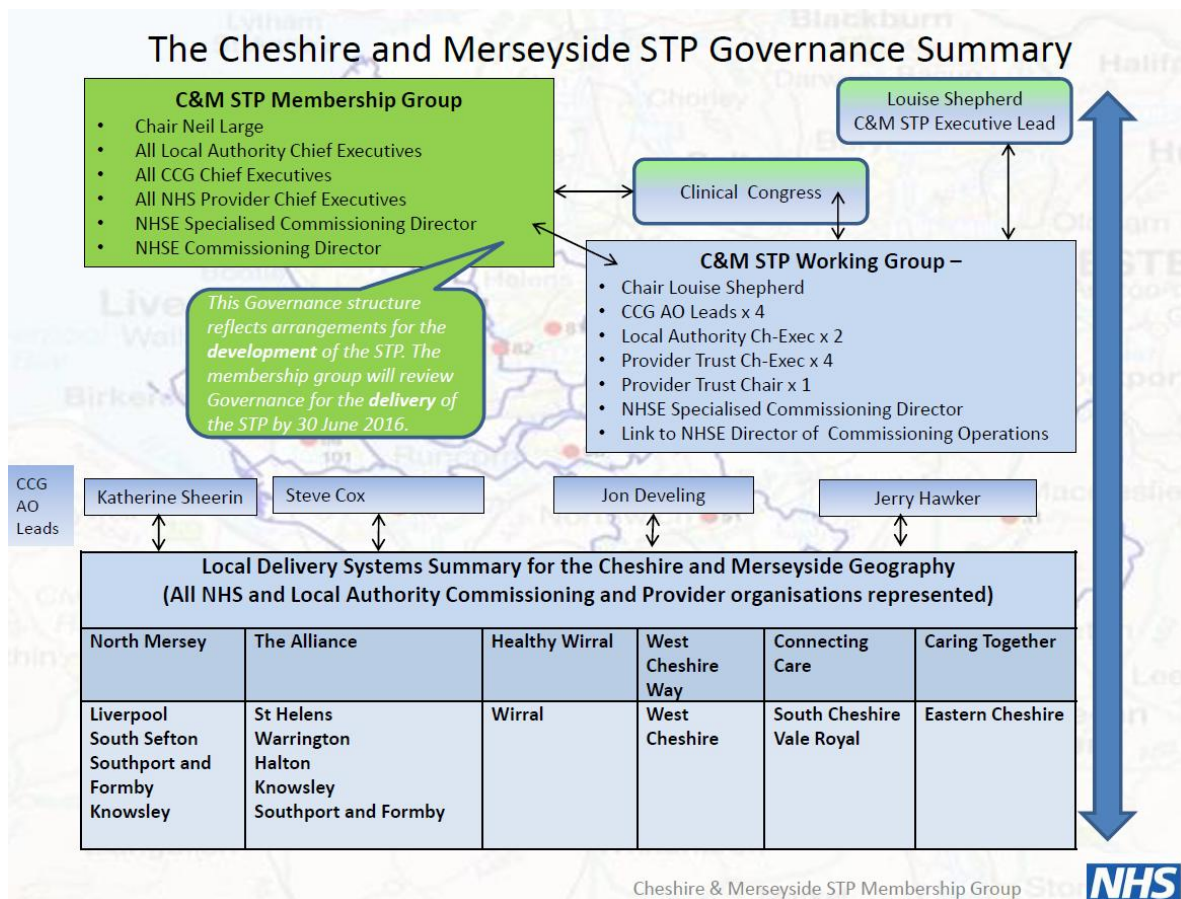 The Cheshire and Merseyside STP Governance Summary
C&M STP Membership Group
• Chair Neil Large
• All Local Authority Chief Executives
• All CCG Chief Executives
• All NHS Provider Chief Executives
• NHSE Specialised Commissioning Director
• NHSE Commissioning Director
Louise Shepherd
C&M STP Executive Lead
Clinical Congress
C&M STP Working Group –
• Chair Louise Shepherd
• CCG AO Leads x 4
• Local Authority Ch-Exec x 2
• Provider Trust Ch-Exec x 4
• Provider Trust Chair x 1
• NHSE Specialised Commissioning Director
• Link to NHSE Director of Commissioning Operations
This Governance structure
reflects arrangements for the
development of the STP. The
membership group will review
Governance for the delivery of
the STP by 30 June 2016.
CCG
AO
Leads
Katherine Sheerin
Steve Cox
Jon Develing
Jerry Hawker
Local Delivery Systems Summary for the Cheshire and Merseyside Geography
(All NHS and Local Authority Commissioning and Provider organisations represented)
North Mersey
The Alliance
Healthy Wirral
West
Cheshire
Way
Connecting
Care
Caring Together
Liverpool
South Sefton
Southport and
Formby
Knowsley
St Helens
Warrington
Halton
Knowsley
Southport and Formby
Wirral
West
Cheshire
South Cheshire
Vale Royal
Eastern Cheshire
Cheshire & Merseyside STP Membership Group
NHS